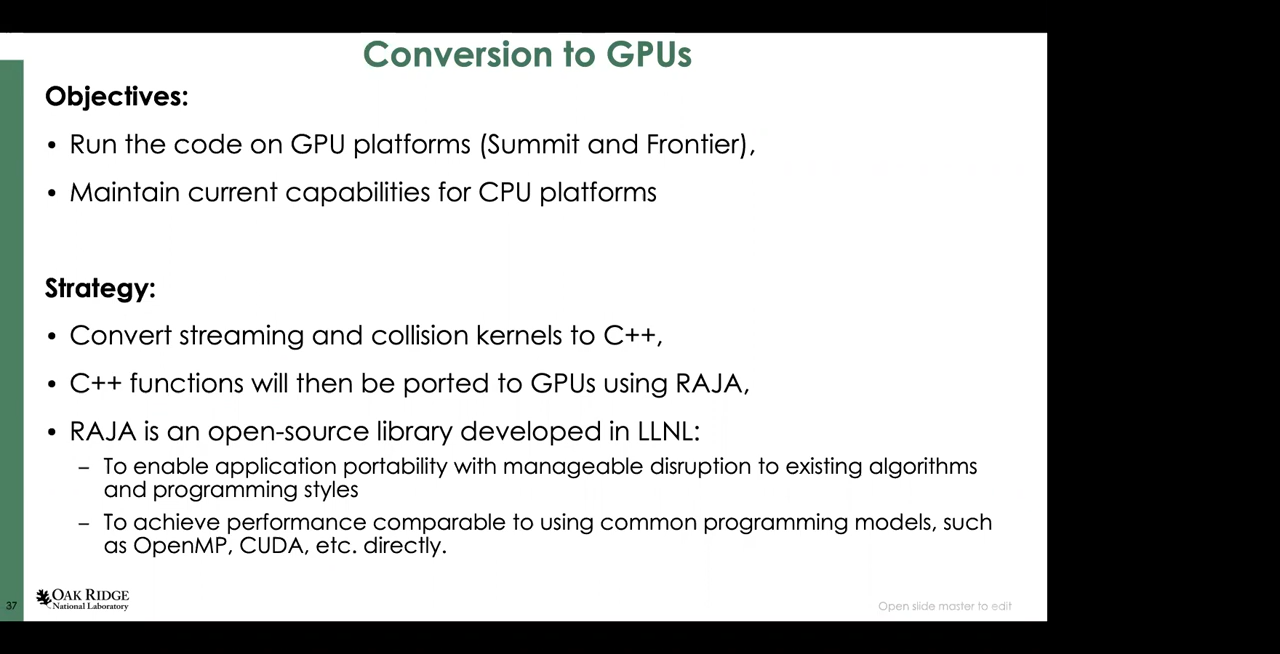 Conversion to GPUs
Objectives:
• Run the code on GPU platforms (Summit and Frontier),
• Maintain current capabilities for CPU platforms
Strategy:
• Convert streaming and collision kernels to C++,
• C++ functions will then be ported to GPUs using RAJA,
• RAJA is an open-source library developed in LLNL:
– To enable application portability with manageable disruption to existing algorithms
and programming styles
– To achieve performance comparable to using common programming models, such
as OpenMP, CUDA, etc. directly.
37
OAK RIDGE
National Laboratory
Open slide master to edit